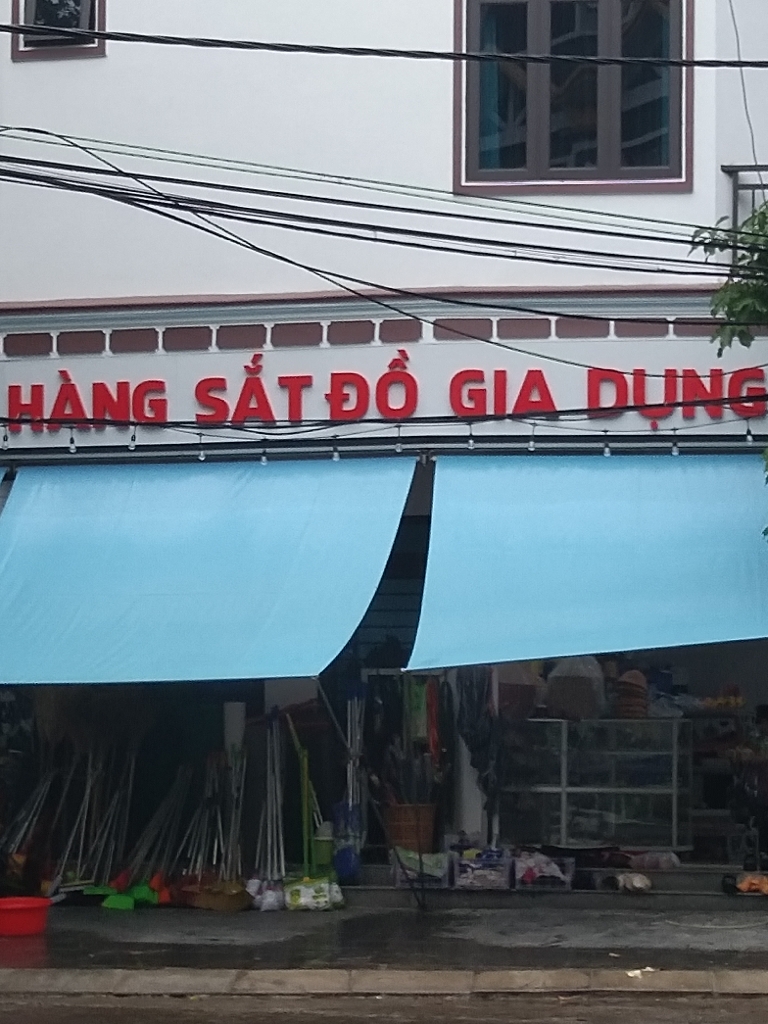 HÀNG SẮT ĐỒ GIA DỤNG